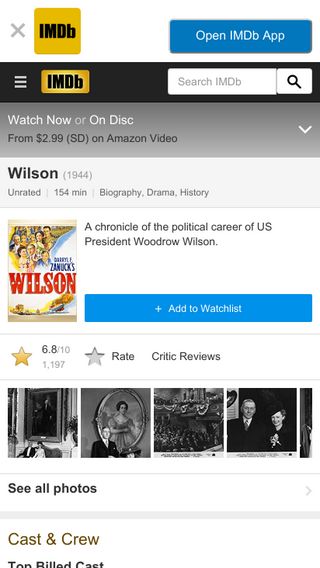 IMDb
Open IMDb App
IMDb
Search IMDb
Watch Now or On Disc
From $2.99 (SD) on Amazon Video
Wilson (1944)
Unrated | 154 min | Biography, Drama, History
DARRYL F.
ZANUCK'S
WILSON
A chronicle of the political career of US
President Woodrow Wilson.
+ Add to Watchlist
6.8/10
1,197
Rate
Critic Reviews
See all photos
Cast & Crew
Top Billed Cast